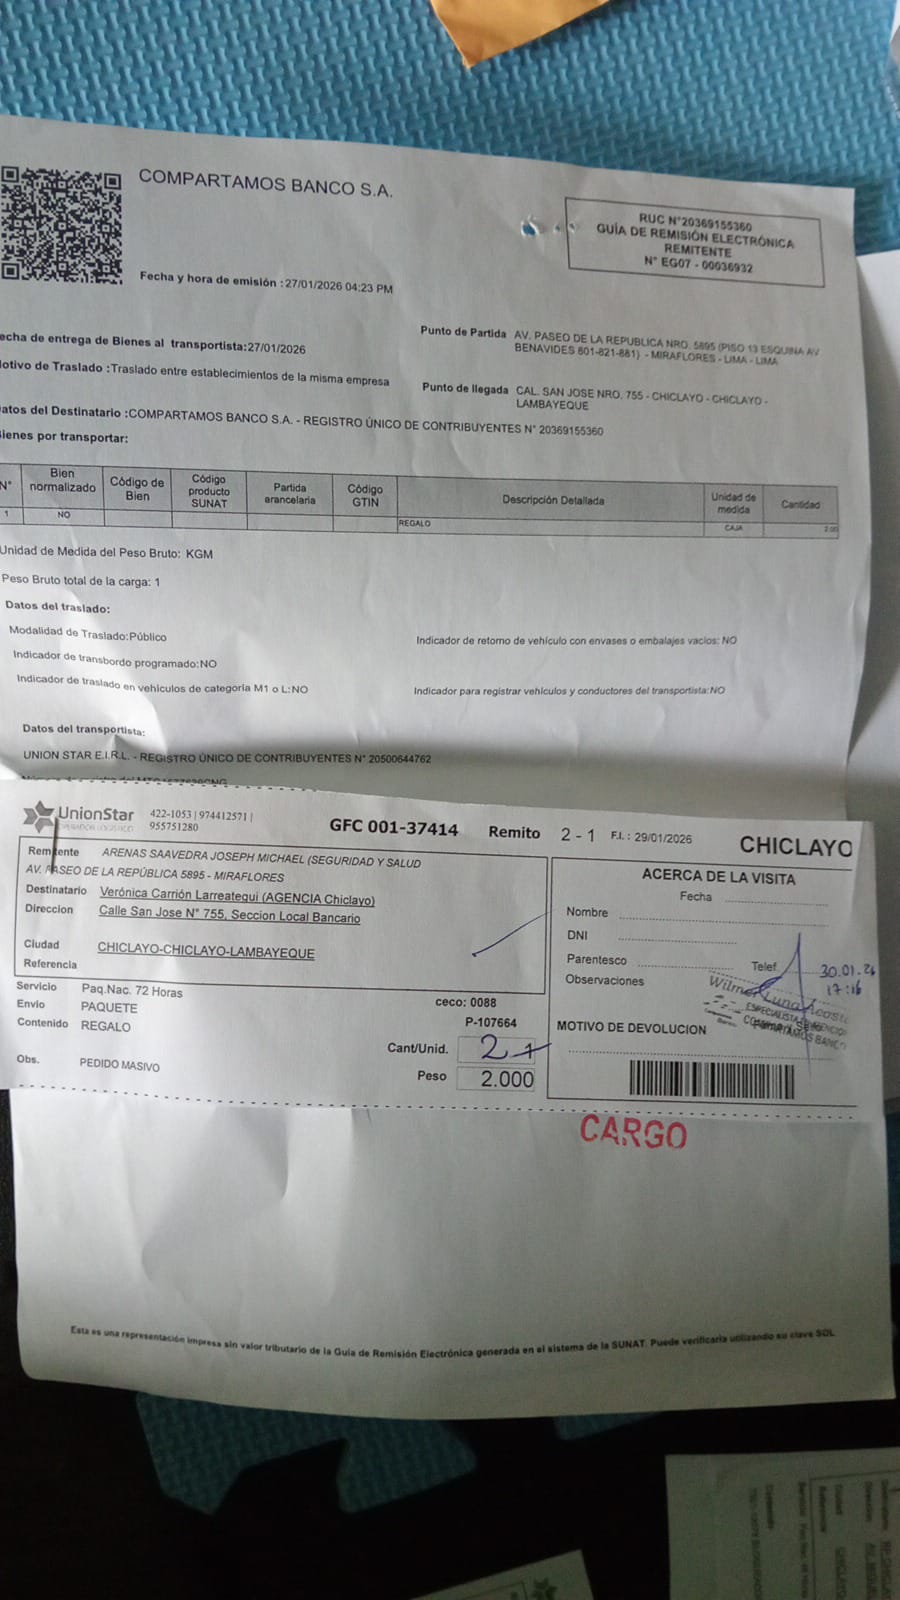 COMPARTAMOS BANCO S.A.
RUC N°20369155360
GUÍA DE REMISIÓN ELECTRÓNICA
REMITENTE
N° EG07 - 00036932
Fecha y hora de emisión : 27/01/2026 04:23 PM
echa de entrega de Bienes al transportista:27/01/2026
Motivo de Traslado :Traslado entre establecimientos de la misma empresa
Punto de Partida AV. PASEO DE LA REPUBLICA NRO. 5895 (PISO 13 ESQUINA AV
BENAVIDES 601-821-881) - MIRAFLORES - LIMA - LIMA
Punto de llegada CAL. SAN JOSE NRO. 755 - CHICLAYO - CHICLAYO -
LAMBAYEQUE
atos del Destinatario :COMPARTAMOS BANCO S.A. - REGISTRO ÚNICO DE CONTRIBUYENTES N° 20369155360
ienes por transportar:
N° Bien normalizado Código de Bien Código producto SUNAT Partida arancelaria Código GTIN Descripción Detallada Unidad de medida Cantidad
1 NO REGALO CAJA 2.00
Unidad de Medida del Peso Bruto: KGM
Peso Bruto total de la carga: 1
Datos del traslado:
Modalidad de Traslado:Público
Indicador de retorno de vehículo con envases o embalajes vacíos: NO
Indicador de transbordo programado:NO
Indicador de traslado en vehículos de categoría M1 o L:NO
Indicador para registrar vehículos y conductores del transportista:NO
Datos del transportista:
UNION STAR E.I.R.L. - REGISTRO ÚNICO DE CONTRIBUYENTES N° 20500644762
UnionStar
OPERADOR LOGISTICO
422-1053 | 974412571 |
955751280
GFC 001-37414 Remito 2 - 1 F.I. : 29/01/2026 CHICLAYO
Remitente ARENAS SAAVEDRA JOSEPH MICHAEL (SEGURIDAD Y SALUD
AV. PASEO DE LA REPÚBLICA 5895 - MIRAFLORES
Destinatario Verónica Carrión Larreategui (AGENCIA Chiclayo)
Direccion Calle San Jose N° 755, Seccion Local Bancario
Ciudad CHICLAYO-CHICLAYO-LAMBAYEQUE
Referencia
Servicio Paq.Nac. 72 Horas
Envio PAQUETE
Contenido REGALO
Obs. PEDIDO MASIVO
ceco: 0088
P-107664
Cant/Unid. 2
Peso 2.000
ACERCA DE LA VISITA
Fecha
Nombre
DNI
Parentesco
Telef.
Observaciones
30.01.26
17:16
Wilmer Luna Acosta
ESPECIALISTA
COMPARTAMOS BANCO
MOTIVO DE DEVOLUCION
CARGO
Esta es una representación impresa sin valor tributario de la Guía de Remisión Electrónica generada en el sistema de la SUNAT. Puede verificarla utilizando su clave SOL